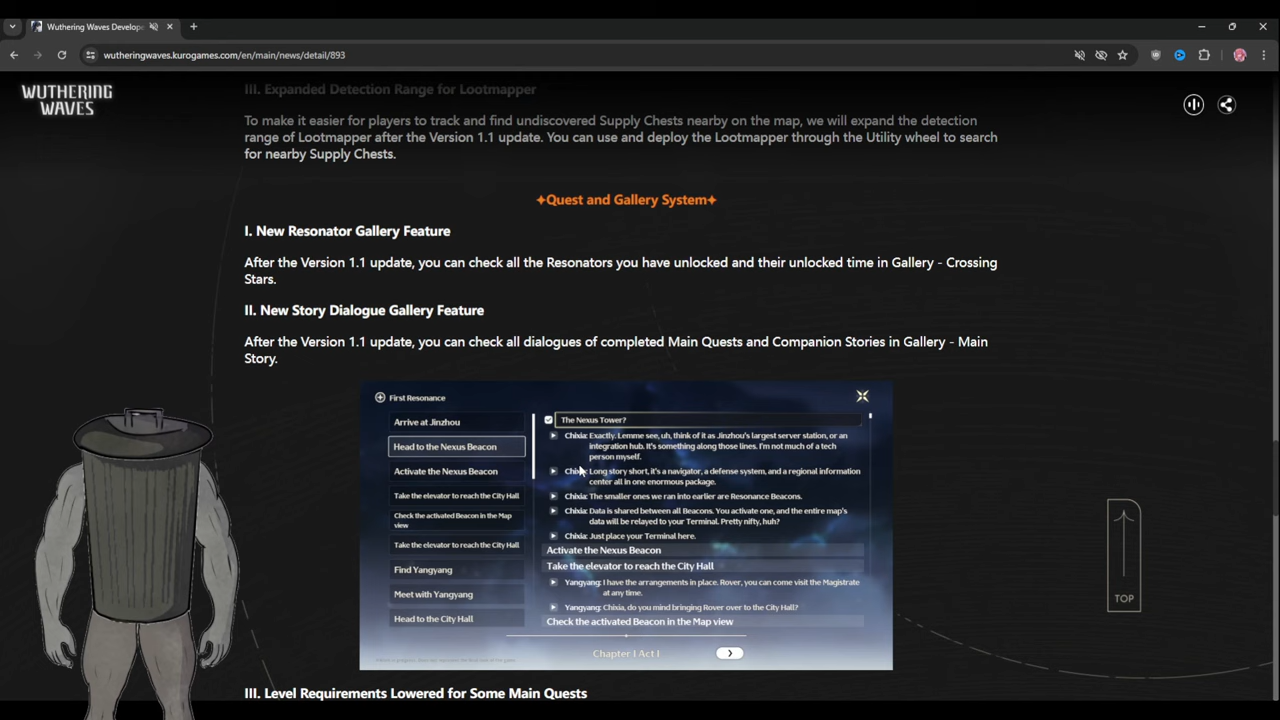 Wuthering Waves Develop
wutheringwaves.kurogames.com/en/main/news/detail/893
WUTHERING
WAVES
III. Expanded Detection Range for Lootmapper
To make it easier for players to track and find undiscovered Supply Chests nearby on the map, we will expand the detection
range of Lootmapper after the Version 1.1 update. You can use and deploy the Lootmapper through the Utility wheel to search
for nearby Supply Chests.
✦Quest and Gallery System✦
I. New Resonator Gallery Feature
After the Version 1.1 update, you can check all the Resonators you have unlocked and their unlocked time in Gallery - Crossing
Stars.
II. New Story Dialogue Gallery Feature
After the Version 1.1 update, you can check all dialogues of completed Main Quests and Companion Stories in Gallery - Main
Story.
First Resonance
Arrive at Jinzhou
Head to the Nexus Beacon
Activate the Nexus Beacon
Take the elevator to reach the City Hall
Check the activated Beacon in the Map
view
Take the elevator to reach the City Hall
Find Yangyang
Meet with Yangyang
Head to the City Hall
The Nexus Tower?
Chixia: Exactly. Lemme see, uh, think of it as Jinzhou's largest server station, or an
integration hub. It's something along those lines. I'm not much of a tech
person myself.
Chixia: Long story short, it's a navigator, a defense system, and a regional information
center all in one enormous package.
Chixia: The smaller ones we ran into earlier are Resonance Beacons.
Chixia: Data is shared between all Beacons. You activate one, and the entire map's
data will be relayed to your Terminal. Pretty nifty, huh?
Chixia: Just place your Terminal here.
Activate the Nexus Beacon
Take the elevator to reach the City Hall
Yangyang: I have the arrangements in place. Rover, you can come visit the Magistrate
at any time.
Yangyang: Chixia, do you mind bringing Rover over to the City Hall?
Check the activated Beacon in the Map view
Chapter I Act I
TOP
III. Level Requirements Lowered for Some Main Quests